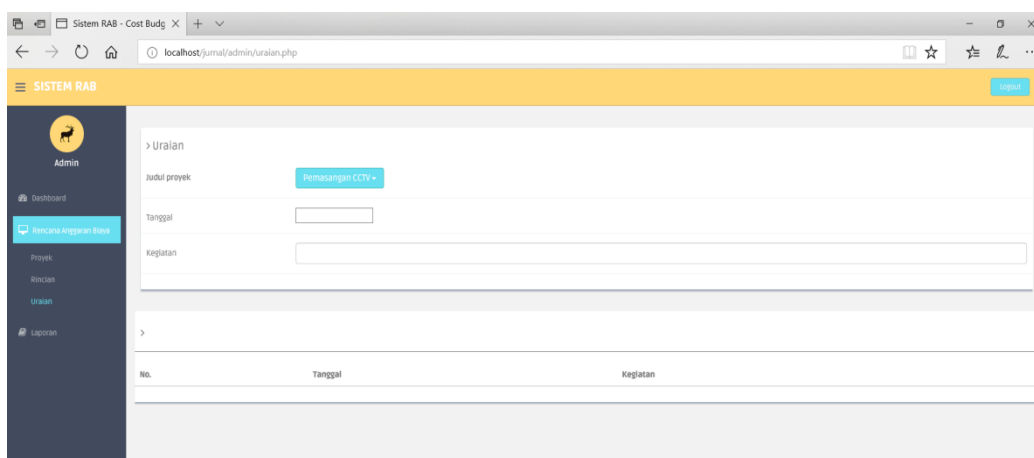 Sistem RAB - Cost Budg
localhost/jurnal/admin/uraian.php
SISTEM RAB
Logout
Admin
Dashboard
Rencana Anggaran Biaya
Proyek
Rincian
Uraian
Laporan
> Uraian
Judul proyek
Pemasangan CCTV
Tanggal
Kegiatan
>
No. Tanggal Kegiatan